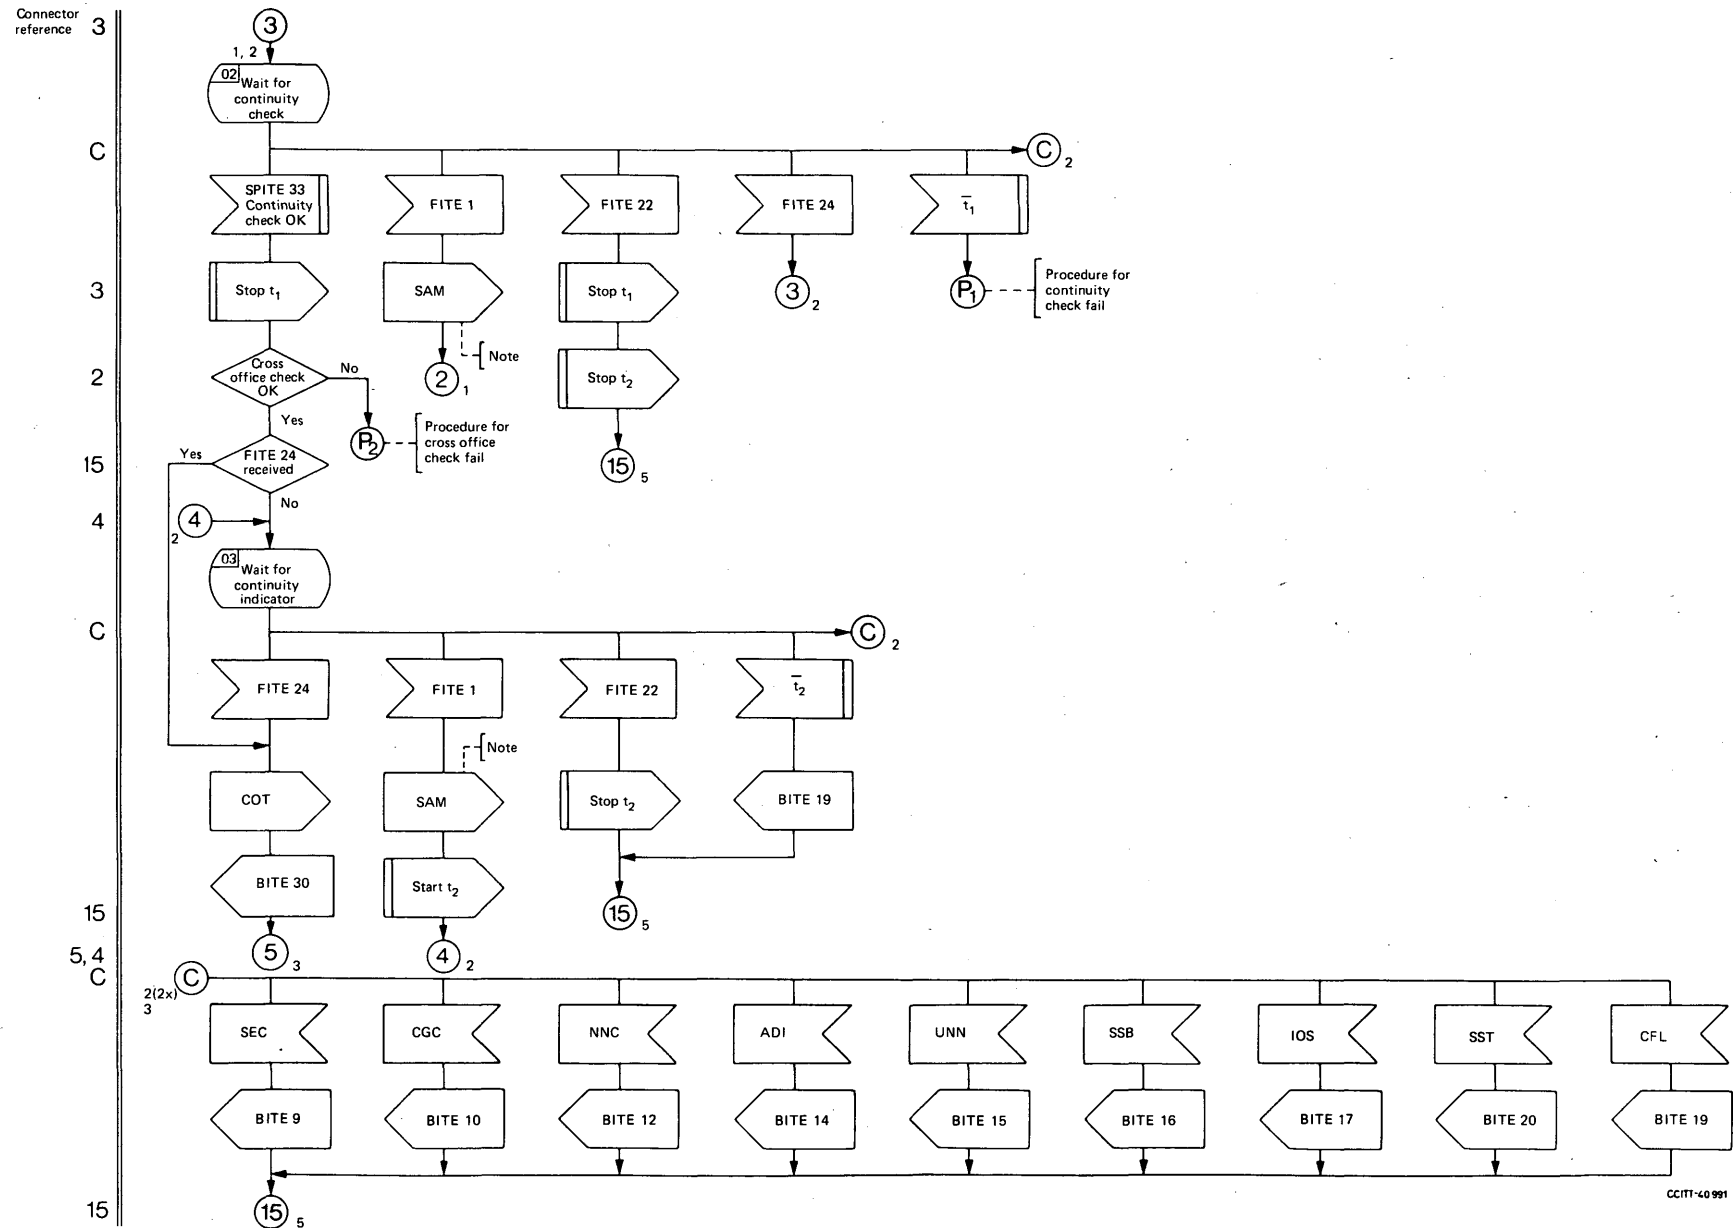 Connector
reference
3
3
1, 2
02
Wait for
continuity
check
C
C
2
SPITE 33
Continuity
check OK
FITE 1
FITE 22
FITE 24
t̅1
3
Stop t1
SAM
Stop t1
3
2
P1
Procedure for
continuity
check fail
Note
2
Cross
office check
OK
No
2
1
Stop t2
Yes
P2
Procedure for
cross office
check fail
15
Yes
FITE 24
received
15
5
No
4
4
2
03
Wait for
continuity
indicator
C
C
2
FITE 24
FITE 1
FITE 22
t̅2
Note
COT
SAM
Stop t2
BITE 19
BITE 30
Start t2
15
15
5
5, 4
5
3
4
2
C
C
2(2x)
3
SEC
CGC
NNC
ADI
UNN
SSB
IOS
SST
CFL
BITE 9
BITE 10
BITE 12
BITE 14
BITE 15
BITE 16
BITE 17
BITE 20
BITE 19
15
15
5
CCITT-40 991